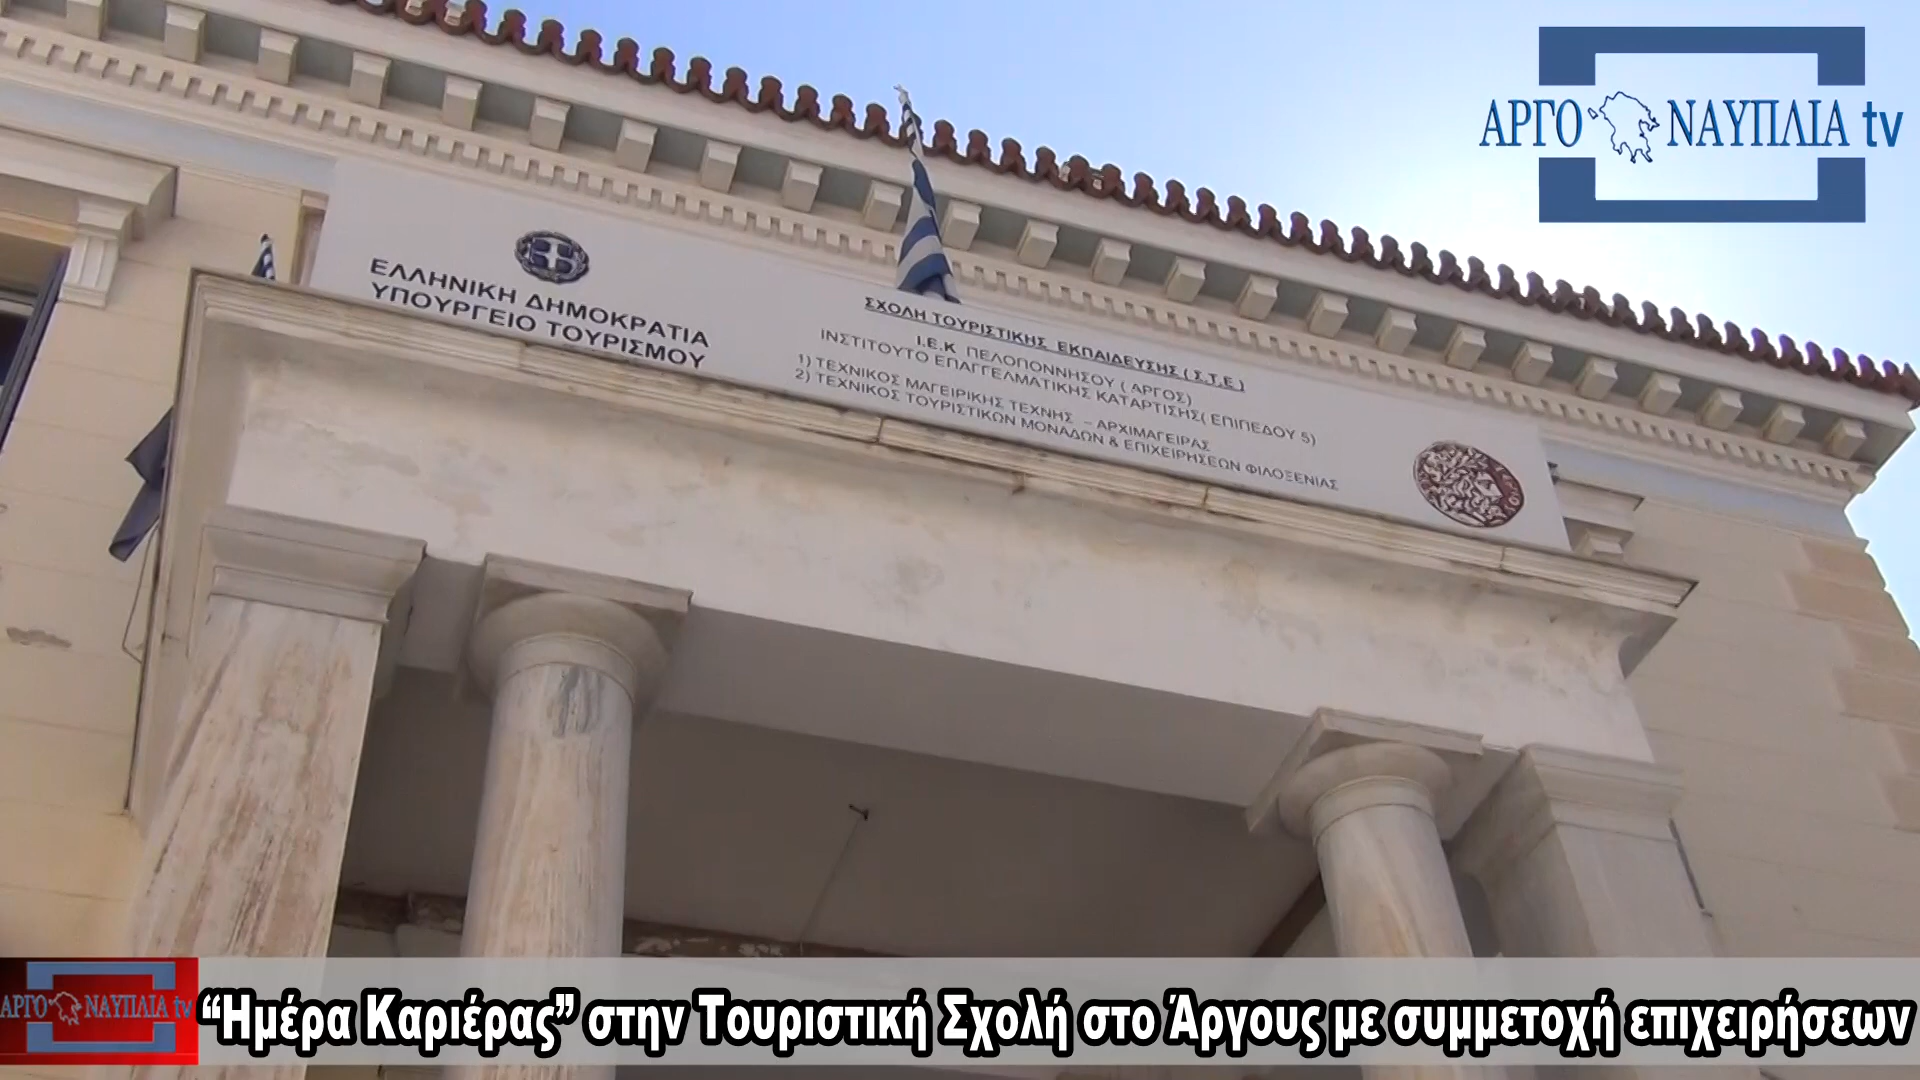 ΑΡΓΟ ΝΑΥΠΛΙΑ tv
ΕΛΛΗΝΙΚΗ ΔΗΜΟΚΡΑΤΙΑ
ΥΠΟΥΡΓΕΙΟ ΤΟΥΡΙΣΜΟΥ
ΣΧΟΛΗ ΤΟΥΡΙΣΤΙΚΗΣ ΕΚΠΑΙΔΕΥΣΗΣ ( Σ.Τ.Ε )
Ι.Ε.Κ ΠΕΛΟΠΟΝΝΗΣΟΥ ( ΑΡΓΟΣ)
ΙΝΣΤΙΤΟΥΤΟ ΕΠΑΓΓΕΛΜΑΤΙΚΗΣ ΚΑΤΑΡΤΙΣΗΣ( ΕΠΙΠΕΔΟΥ 5)
1) ΤΕΧΝΙΚΟΣ ΜΑΓΕΙΡΙΚΗΣ ΤΕΧΝΗΣ – ΑΡΧΙΜΑΓΕΙΡΑΣ
2) ΤΕΧΝΙΚΟΣ ΤΟΥΡΙΣΤΙΚΩΝ ΜΟΝΑΔΩΝ & ΕΠΙΧΕΙΡΗΣΕΩΝ ΦΙΛΟΞΕΝΙΑΣ
ΑΡΓΟ ΝΑΥΠΛΙΑ tv
“Ημέρα Καριέρας” στην Τουριστική Σχολή στο Άργους με συμμετοχή επιχειρήσεων